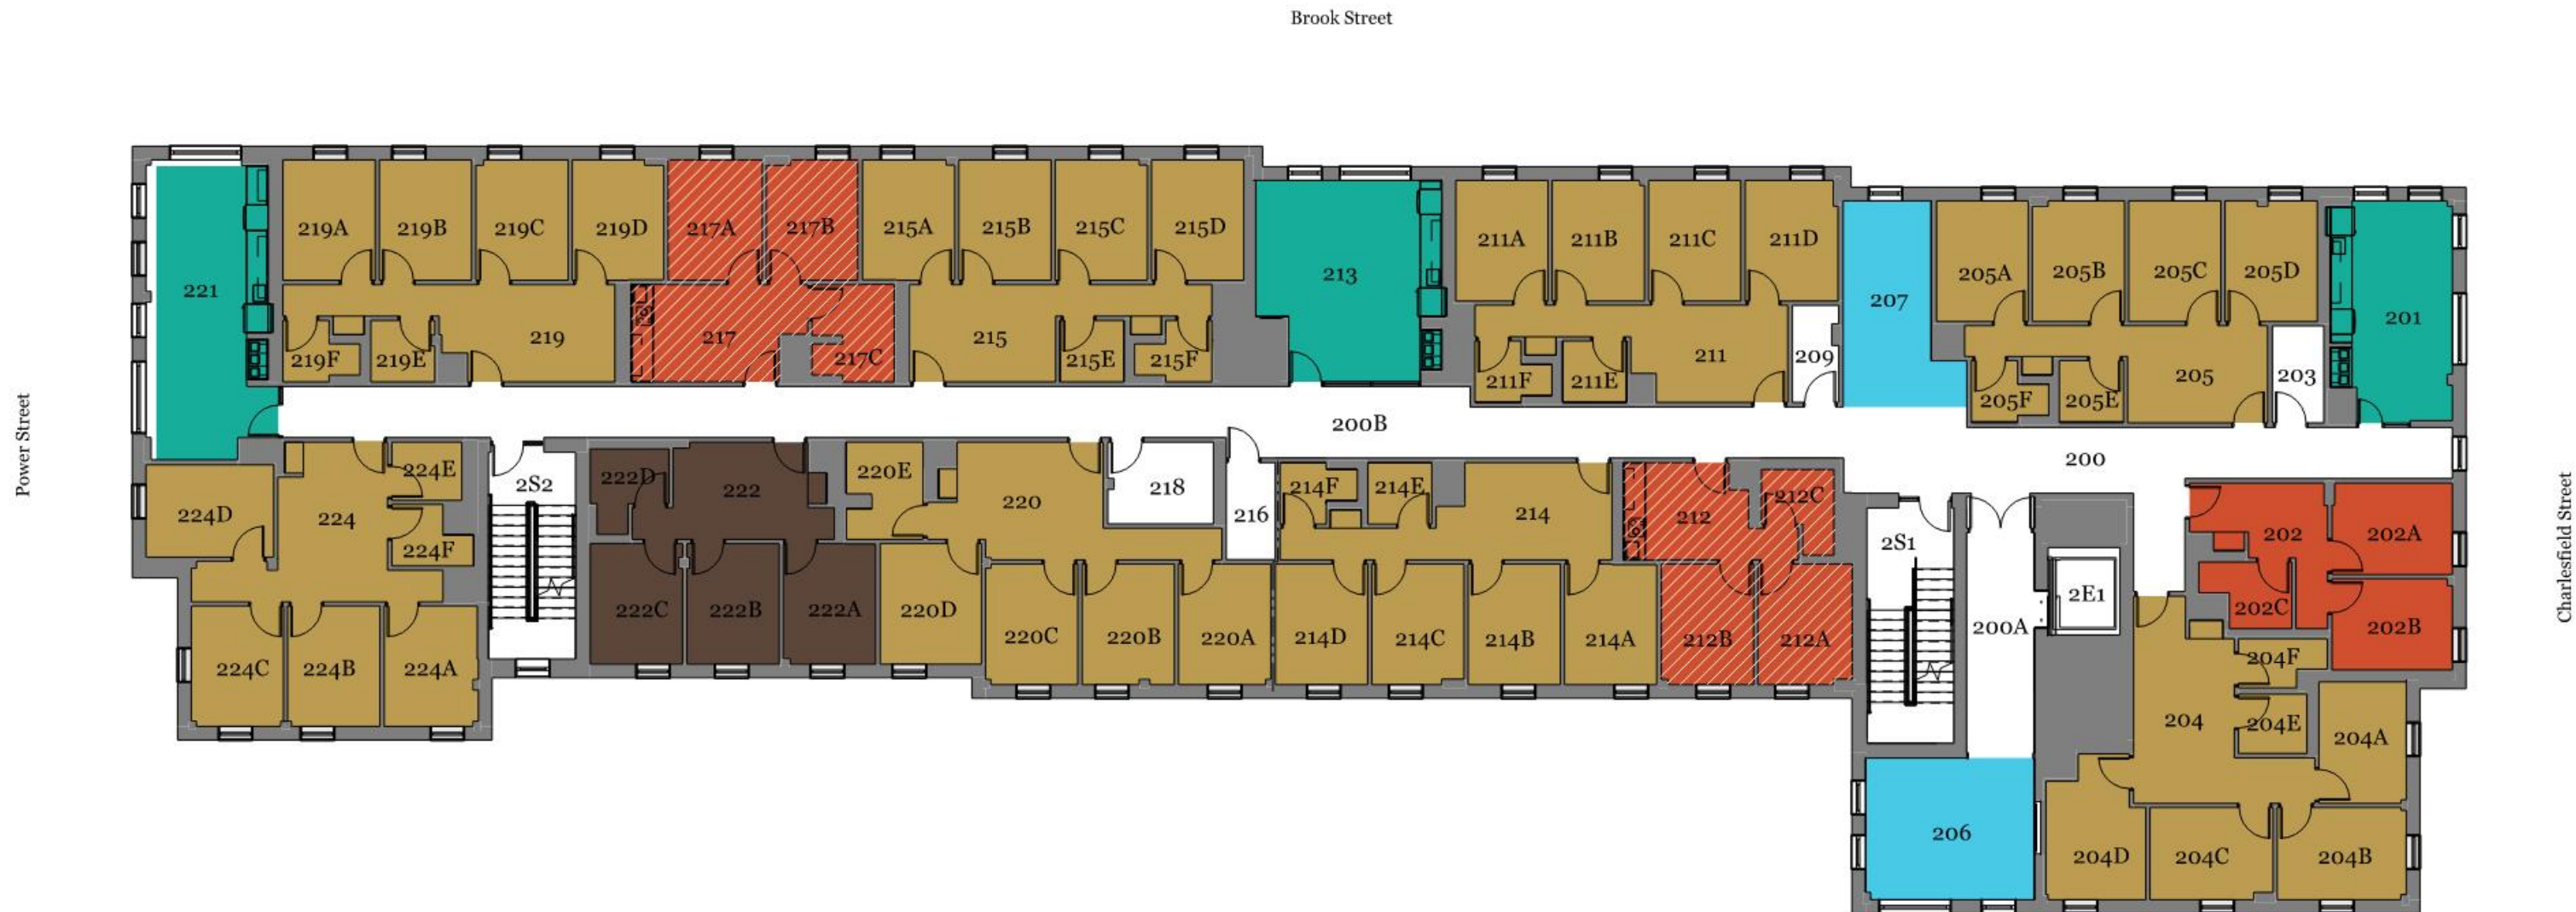 Brook Street
Power Street
Charlesfield Street
219A 219B 219C 219D 217A 217B 215A 215B 215C 215D
211A 211B 211C 211D
205A 205B 205C 205D
221 213 207 201
219F 219E 219 217 217C 215 215E 215F
211F 211E 211 209
205F 205E 205 203
200B
200
224D 224 224E 224F
2S2
222D 222 220E 220 218 216
214F 214E 214 212 212C
2S1
200A
2E1
202 202A
202C 202B
224C 224B 224A
222C 222B 222A 220D 220C 220B 220A 214D 214C 214B 214A 212B 212A
204F
204 204E 204A
206
204D 204C 204B